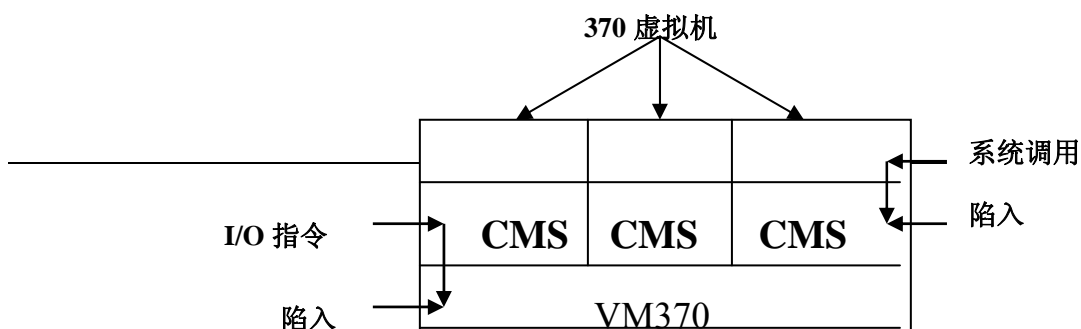 370 虚拟机
系统调用
I/O 指令
CMS CMS CMS
陷入
陷入
VM370